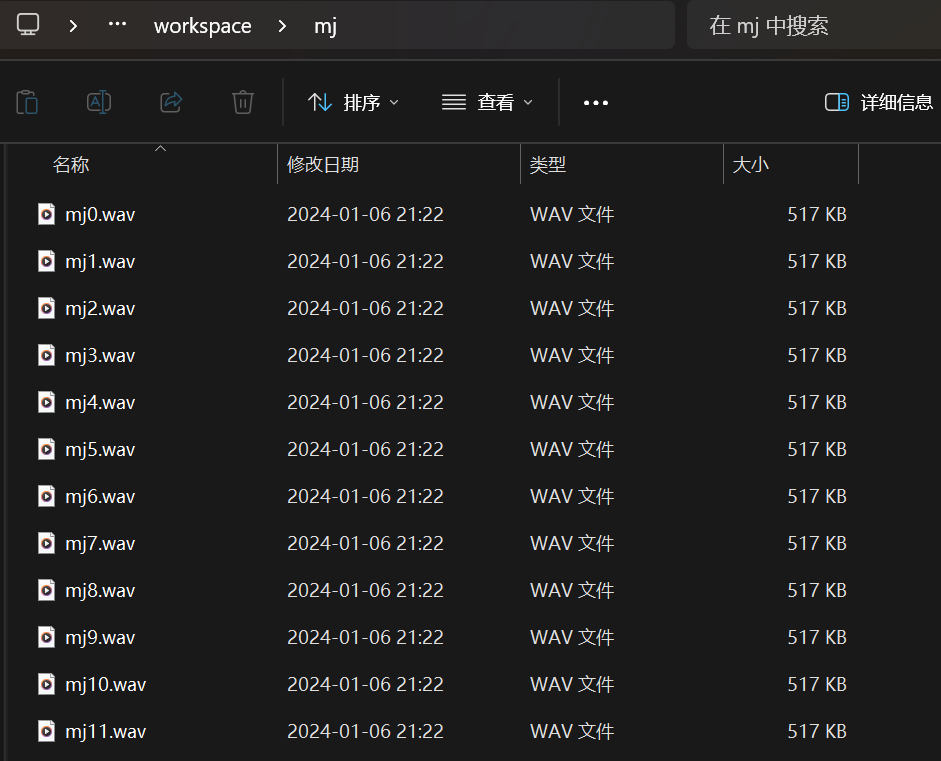 workspace mj 在 mj 中搜索
排序 查看 详细信息
名称 修改日期 类型 大小
mj0.wav 2024-01-06 21:22 WAV 文件 517 KB
mj1.wav 2024-01-06 21:22 WAV 文件 517 KB
mj2.wav 2024-01-06 21:22 WAV 文件 517 KB
mj3.wav 2024-01-06 21:22 WAV 文件 517 KB
mj4.wav 2024-01-06 21:22 WAV 文件 517 KB
mj5.wav 2024-01-06 21:22 WAV 文件 517 KB
mj6.wav 2024-01-06 21:22 WAV 文件 517 KB
mj7.wav 2024-01-06 21:22 WAV 文件 517 KB
mj8.wav 2024-01-06 21:22 WAV 文件 517 KB
mj9.wav 2024-01-06 21:22 WAV 文件 517 KB
mj10.wav 2024-01-06 21:22 WAV 文件 517 KB
mj11.wav 2024-01-06 21:22 WAV 文件 517 KB